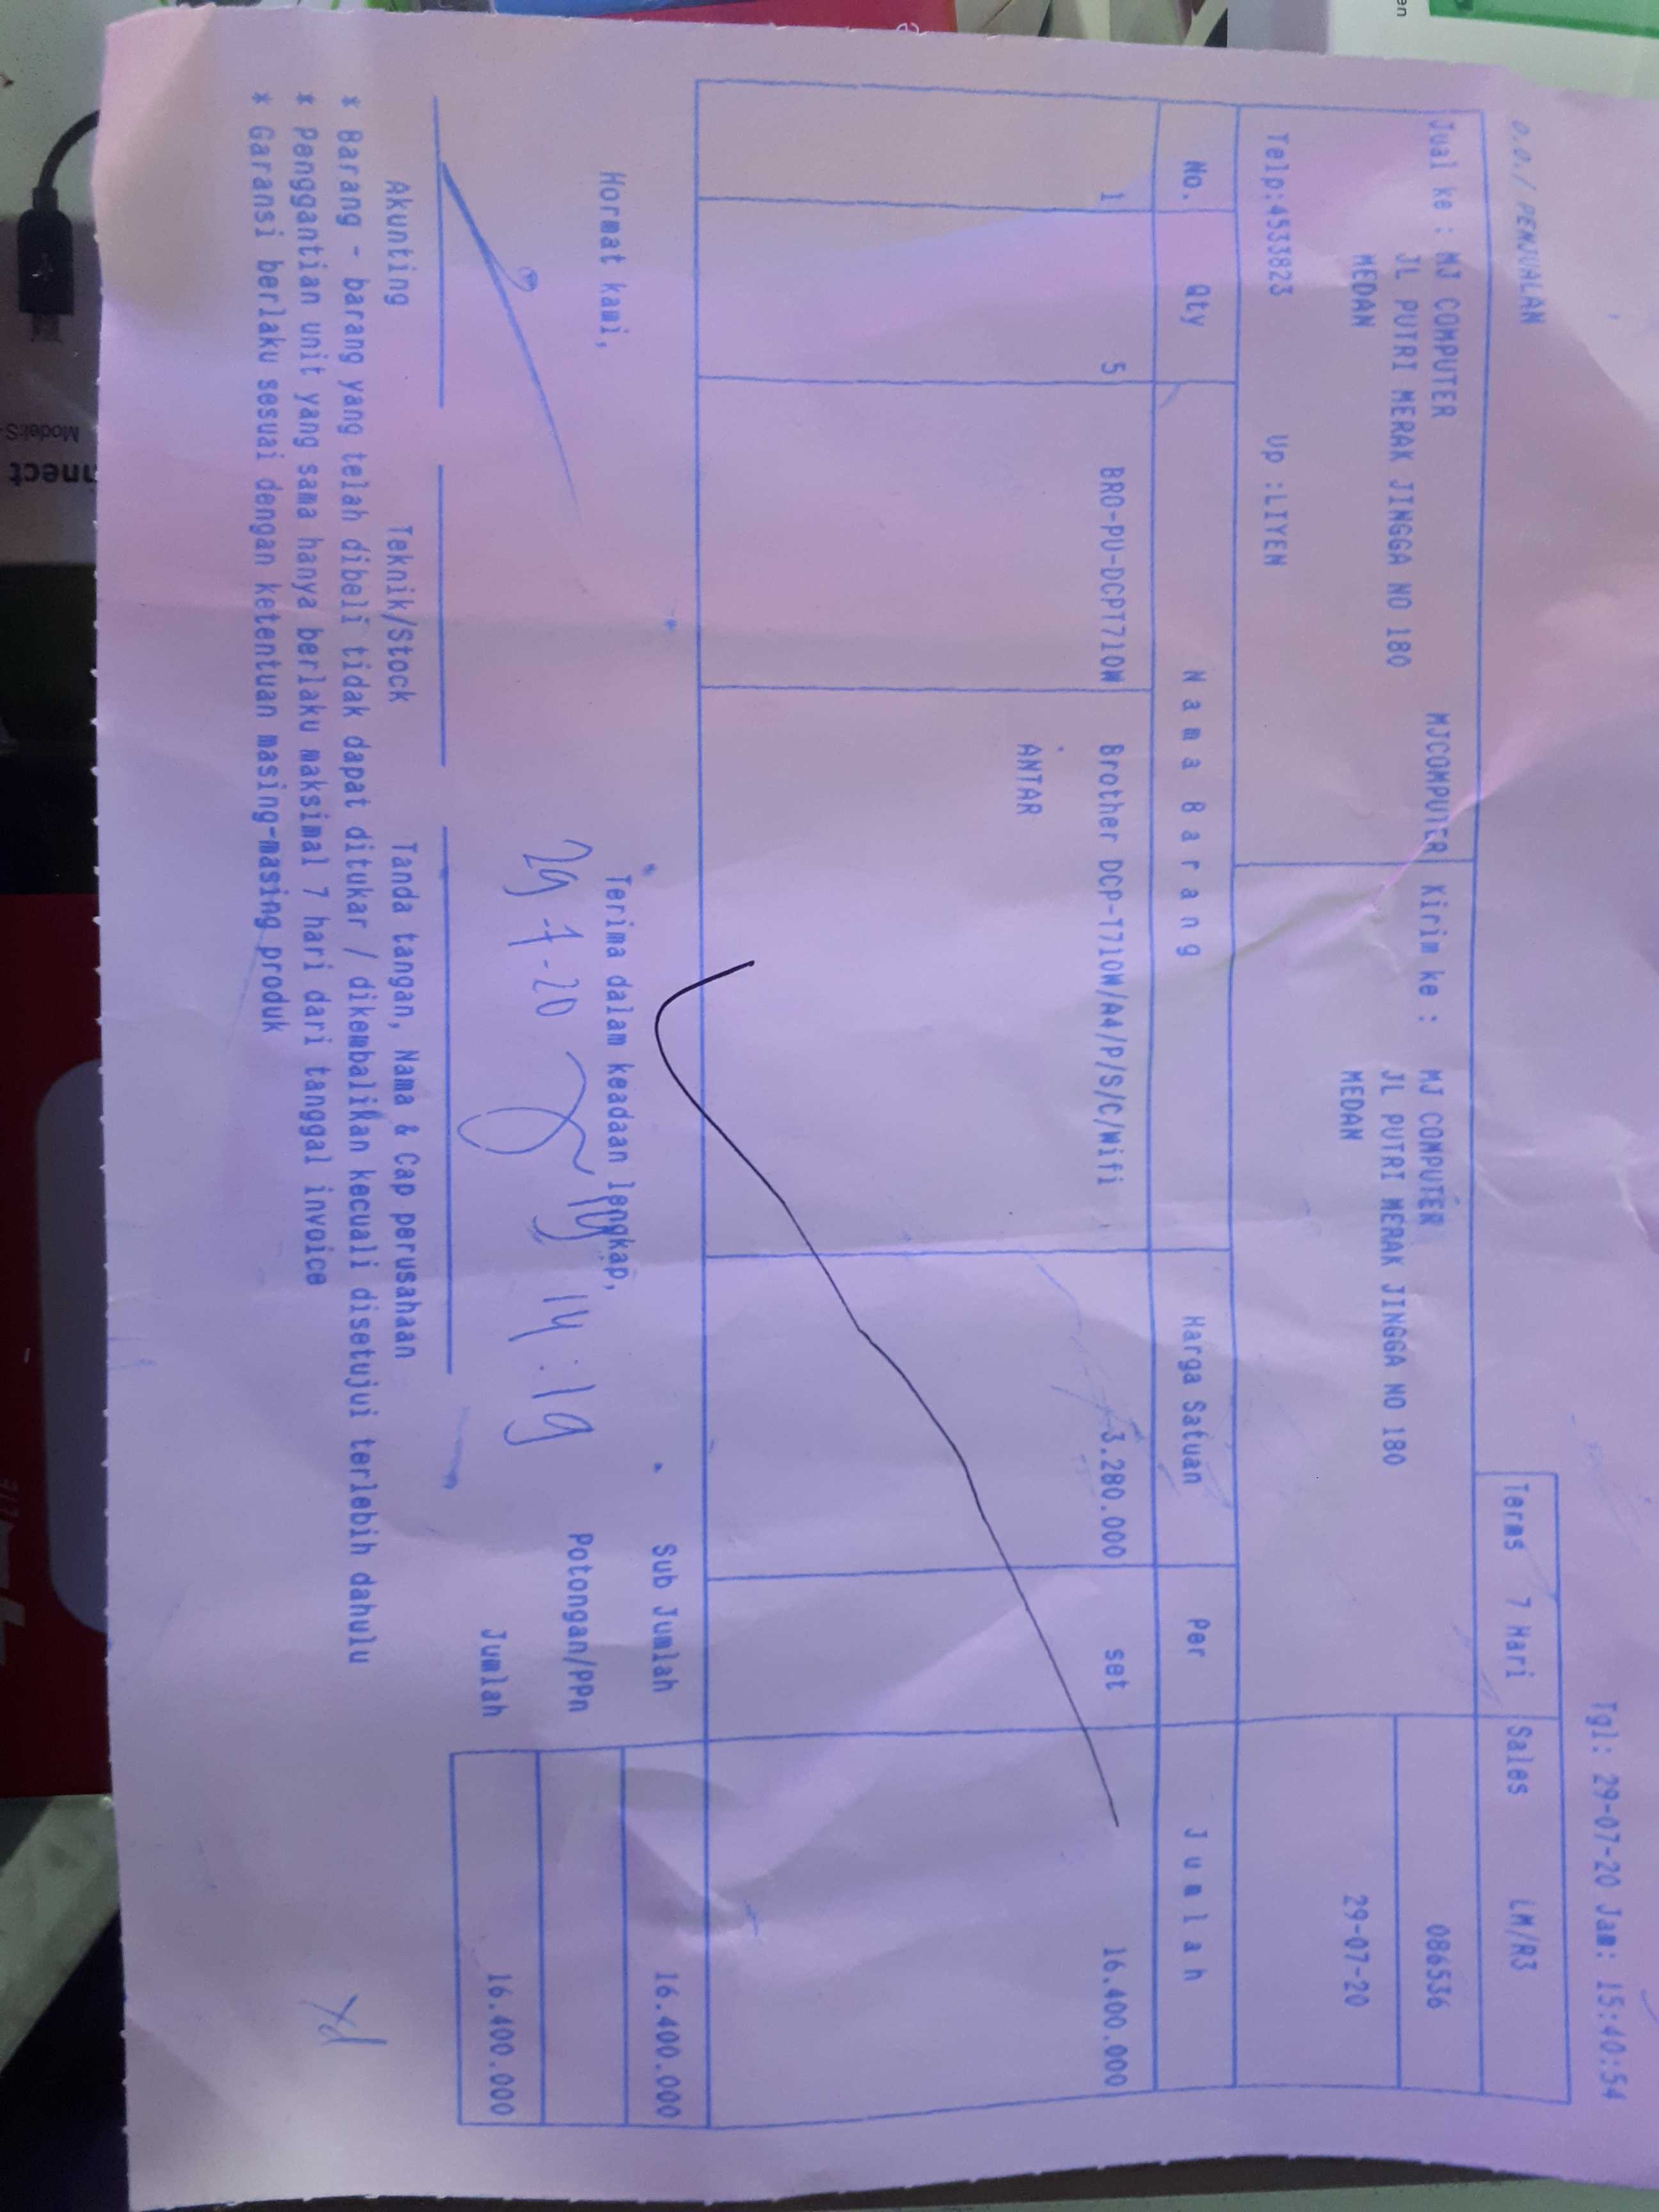 Tgl: 29-07-20 Jam: 15:40:54
O.O./ PENJUALAN
Terms 7 Hari Sales LM/R3
Jual ke : MJ COMPUTER MJCOMPUTER Kirim ke : MJ COMPUTER 086536
JL PUTRI MERAK JINGGA NO 180 JL PUTRI MERAK JINGGA NO 180
MEDAN MEDAN 29-07-20
Telp:4533823 Up :LIYEN
No. Qty Nama Barang Harga Satuan Per Jumlah
1 5 BRO-PU-DCPT710W Brother DCP-T710W/A4/P/S/C/Wifi 3.280.000 set 16.400.000
ANTAR
Sub Jumlah 16.400.000
Hormat kami, Terima dalam keadaan lengkap,
Potongan/PPn
29-7-20 14:19
Jumlah 16.400.000
Akunting Teknik/Stock Tanda tangan, Nama & Cap perusahaan
* Barang - barang yang telah dibeli tidak dapat ditukar / dikembalikan kecuali disetujui terlebih dahulu
* Penggantian unit yang sama hanya berlaku maksimal 7 hari dari tanggal invoice
* Garansi berlaku sesuai dengan ketentuan masing-masing produk
Model:S-
nnect
en